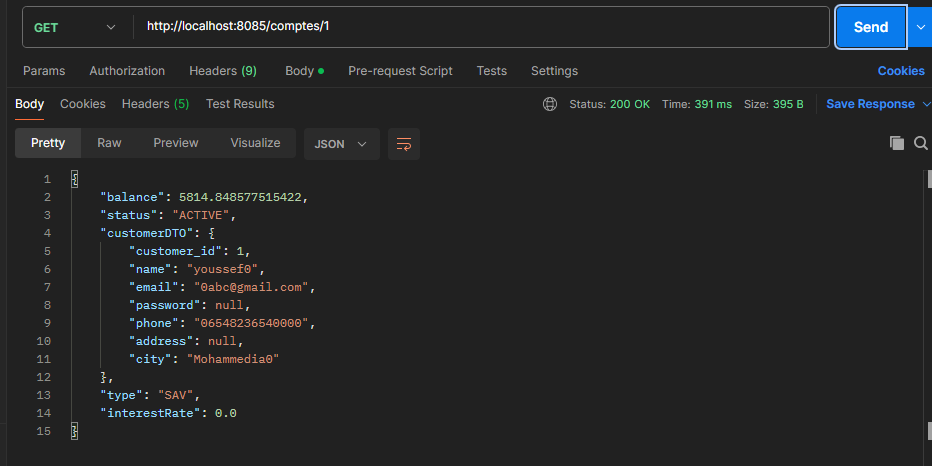 GET http://localhost:8085/comptes/1 Send
Params Authorization Headers (9) Body Pre-request Script Tests Settings Cookies
Body Cookies Headers (5) Test Results Status: 200 OK Time: 391 ms Size: 395 B Save Response
Pretty Raw Preview Visualize JSON
1 {
2 "balance": 5814.848577515422,
3 "status": "ACTIVE",
4 "customerDTO": {
5 "customer_id": 1,
6 "name": "youssef0",
7 "email": "0abc@gmail.com",
8 "password": null,
9 "phone": "06548236540000",
10 "address": null,
11 "city": "Mohammedia0"
12 },
13 "type": "SAV",
14 "interestRate": 0.0
15 }